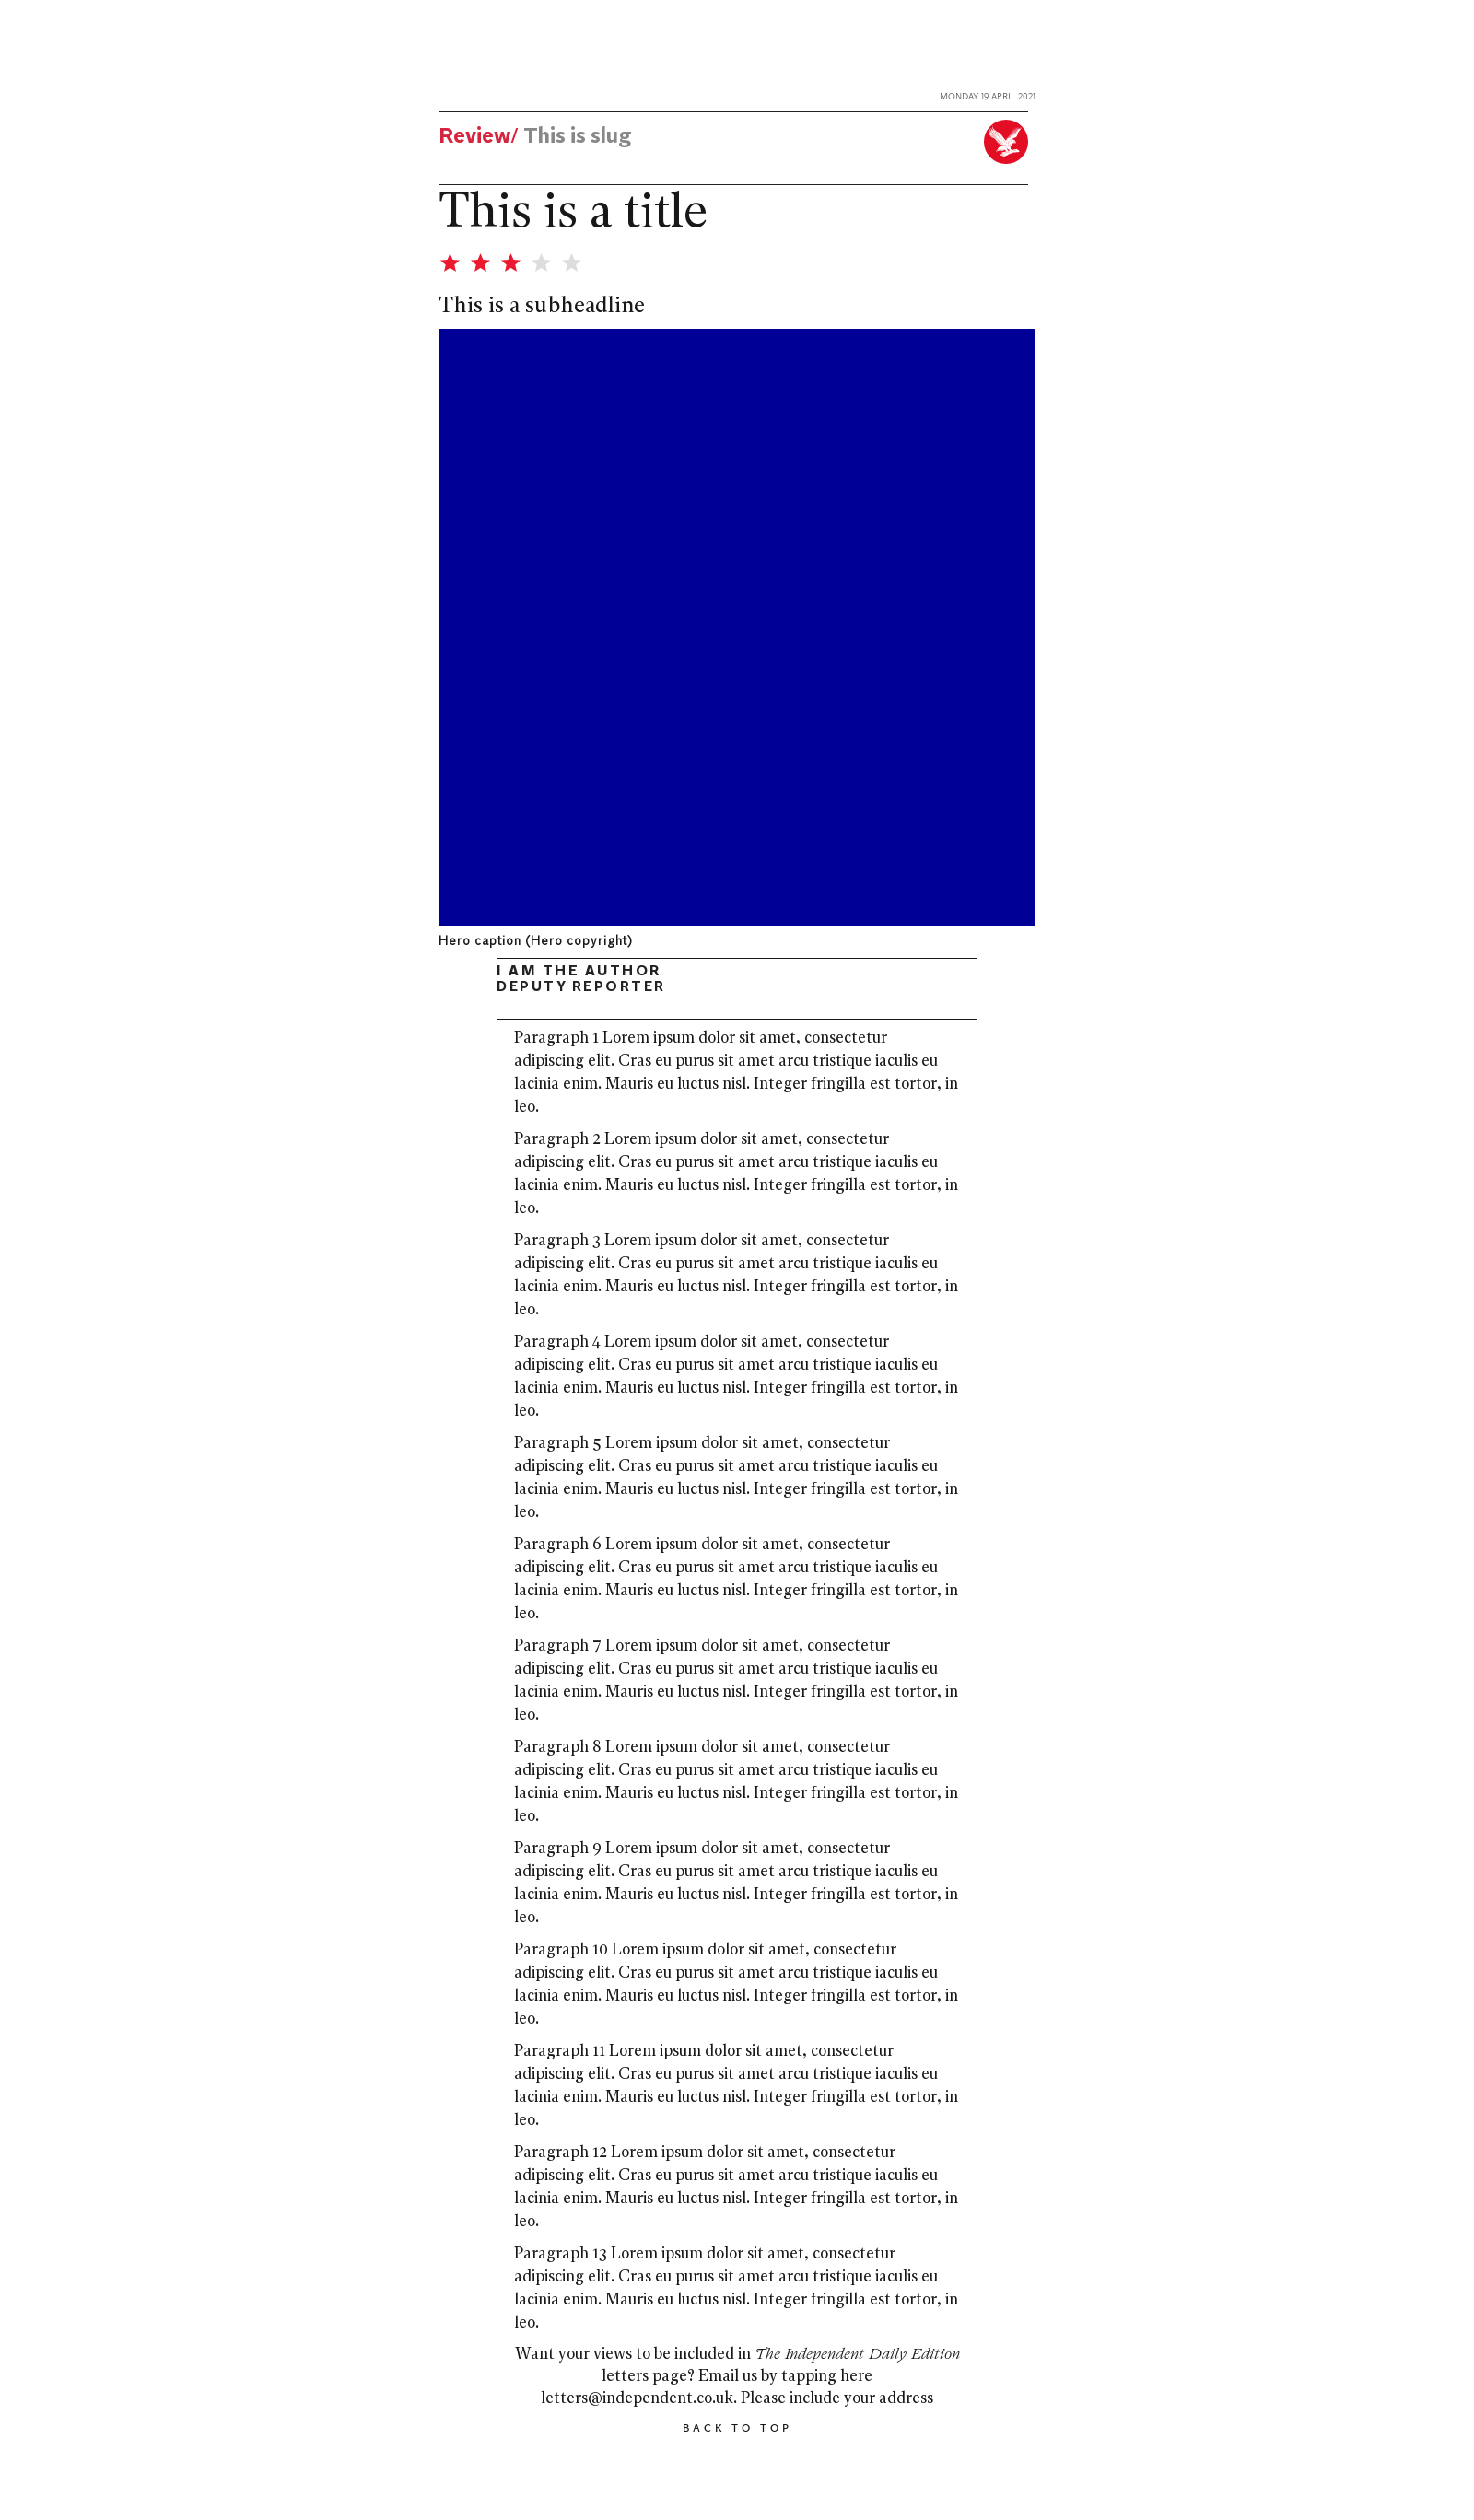 MONDAY 19 APRIL 2021
Review/ This is slug
This is a title
This is a subheadline
Hero caption (Hero copyright)
I AM THE AUTHOR
DEPUTY REPORTER
Paragraph 1 Lorem ipsum dolor sit amet, consectetur
adipiscing elit. Cras eu purus sit amet arcu tristique iaculis eu
lacinia enim. Mauris eu luctus nisl. Integer fringilla est tortor, in
leo.
Paragraph 2 Lorem ipsum dolor sit amet, consectetur
adipiscing elit. Cras eu purus sit amet arcu tristique iaculis eu
lacinia enim. Mauris eu luctus nisl. Integer fringilla est tortor, in
leo.
Paragraph 3 Lorem ipsum dolor sit amet, consectetur
adipiscing elit. Cras eu purus sit amet arcu tristique iaculis eu
lacinia enim. Mauris eu luctus nisl. Integer fringilla est tortor, in
leo.
Paragraph 4 Lorem ipsum dolor sit amet, consectetur
adipiscing elit. Cras eu purus sit amet arcu tristique iaculis eu
lacinia enim. Mauris eu luctus nisl. Integer fringilla est tortor, in
leo.
Paragraph 5 Lorem ipsum dolor sit amet, consectetur
adipiscing elit. Cras eu purus sit amet arcu tristique iaculis eu
lacinia enim. Mauris eu luctus nisl. Integer fringilla est tortor, in
leo.
Paragraph 6 Lorem ipsum dolor sit amet, consectetur
adipiscing elit. Cras eu purus sit amet arcu tristique iaculis eu
lacinia enim. Mauris eu luctus nisl. Integer fringilla est tortor, in
leo.
Paragraph 7 Lorem ipsum dolor sit amet, consectetur
adipiscing elit. Cras eu purus sit amet arcu tristique iaculis eu
lacinia enim. Mauris eu luctus nisl. Integer fringilla est tortor, in
leo.
Paragraph 8 Lorem ipsum dolor sit amet, consectetur
adipiscing elit. Cras eu purus sit amet arcu tristique iaculis eu
lacinia enim. Mauris eu luctus nisl. Integer fringilla est tortor, in
leo.
Paragraph 9 Lorem ipsum dolor sit amet, consectetur
adipiscing elit. Cras eu purus sit amet arcu tristique iaculis eu
lacinia enim. Mauris eu luctus nisl. Integer fringilla est tortor, in
leo.
Paragraph 10 Lorem ipsum dolor sit amet, consectetur
adipiscing elit. Cras eu purus sit amet arcu tristique iaculis eu
lacinia enim. Mauris eu luctus nisl. Integer fringilla est tortor, in
leo.
Paragraph 11 Lorem ipsum dolor sit amet, consectetur
adipiscing elit. Cras eu purus sit amet arcu tristique iaculis eu
lacinia enim. Mauris eu luctus nisl. Integer fringilla est tortor, in
leo.
Paragraph 12 Lorem ipsum dolor sit amet, consectetur
adipiscing elit. Cras eu purus sit amet arcu tristique iaculis eu
lacinia enim. Mauris eu luctus nisl. Integer fringilla est tortor, in
leo.
Paragraph 13 Lorem ipsum dolor sit amet, consectetur
adipiscing elit. Cras eu purus sit amet arcu tristique iaculis eu
lacinia enim. Mauris eu luctus nisl. Integer fringilla est tortor, in
leo.
Want your views to be included in The Independent Daily Edition
letters page? Email us by tapping here
letters@independent.co.uk. Please include your address
BACK TO TOP